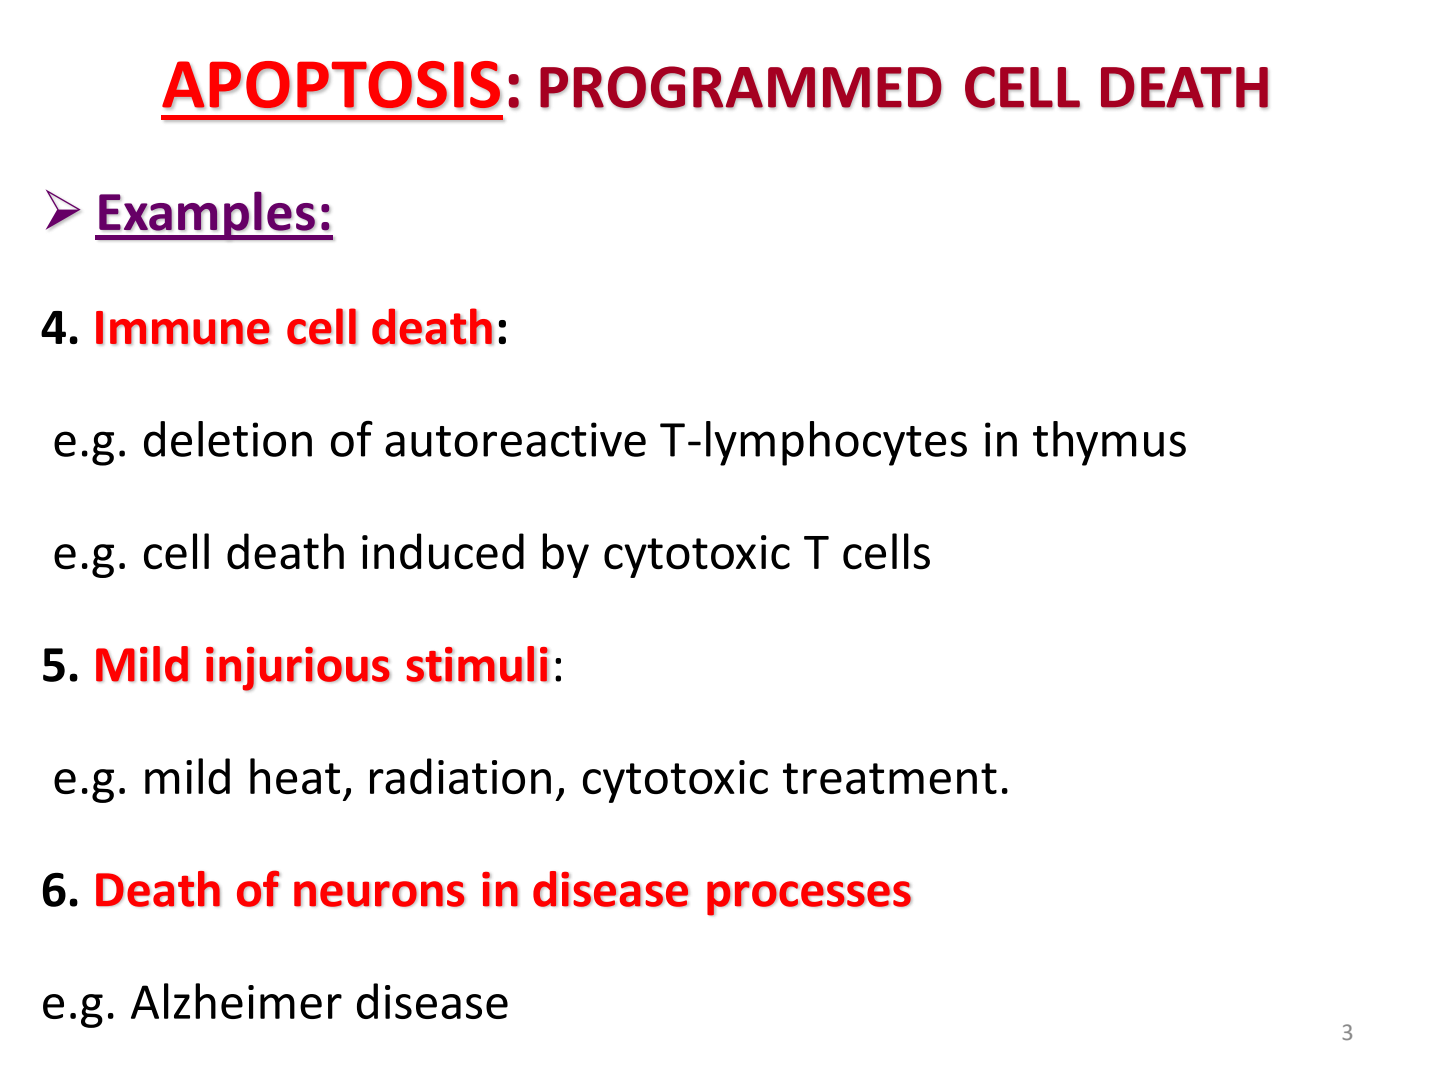 APOPTOSIS: PROGRAMMED CELL DEATH
➢ Examples:
4. Immune cell death:
e.g. deletion of autoreactive T-lymphocytes in thymus
e.g. cell death induced by cytotoxic T cells
5. Mild injurious stimuli:
e.g. mild heat, radiation, cytotoxic treatment.
6. Death of neurons in disease processes
e.g. Alzheimer disease
3